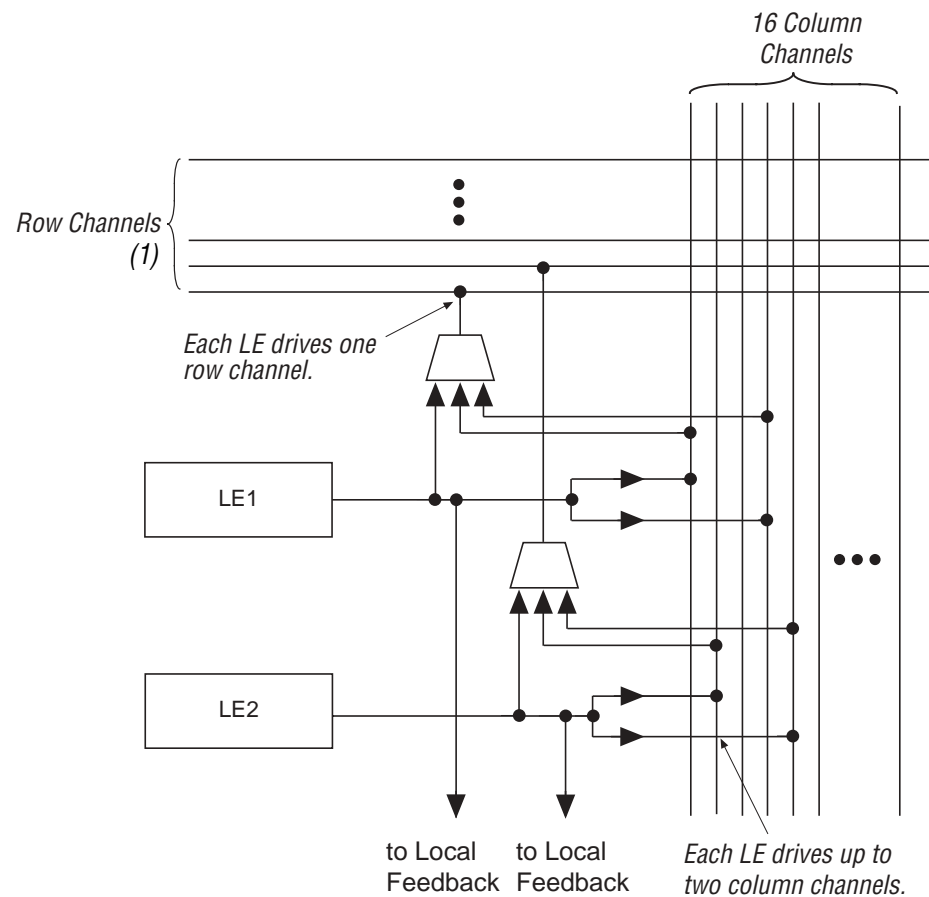 16 Column
Channels
Row Channels
(1)
Each LE drives one
row channel.
LE1
LE2
to Local
Feedback
to Local
Feedback
Each LE drives up to
two column channels.